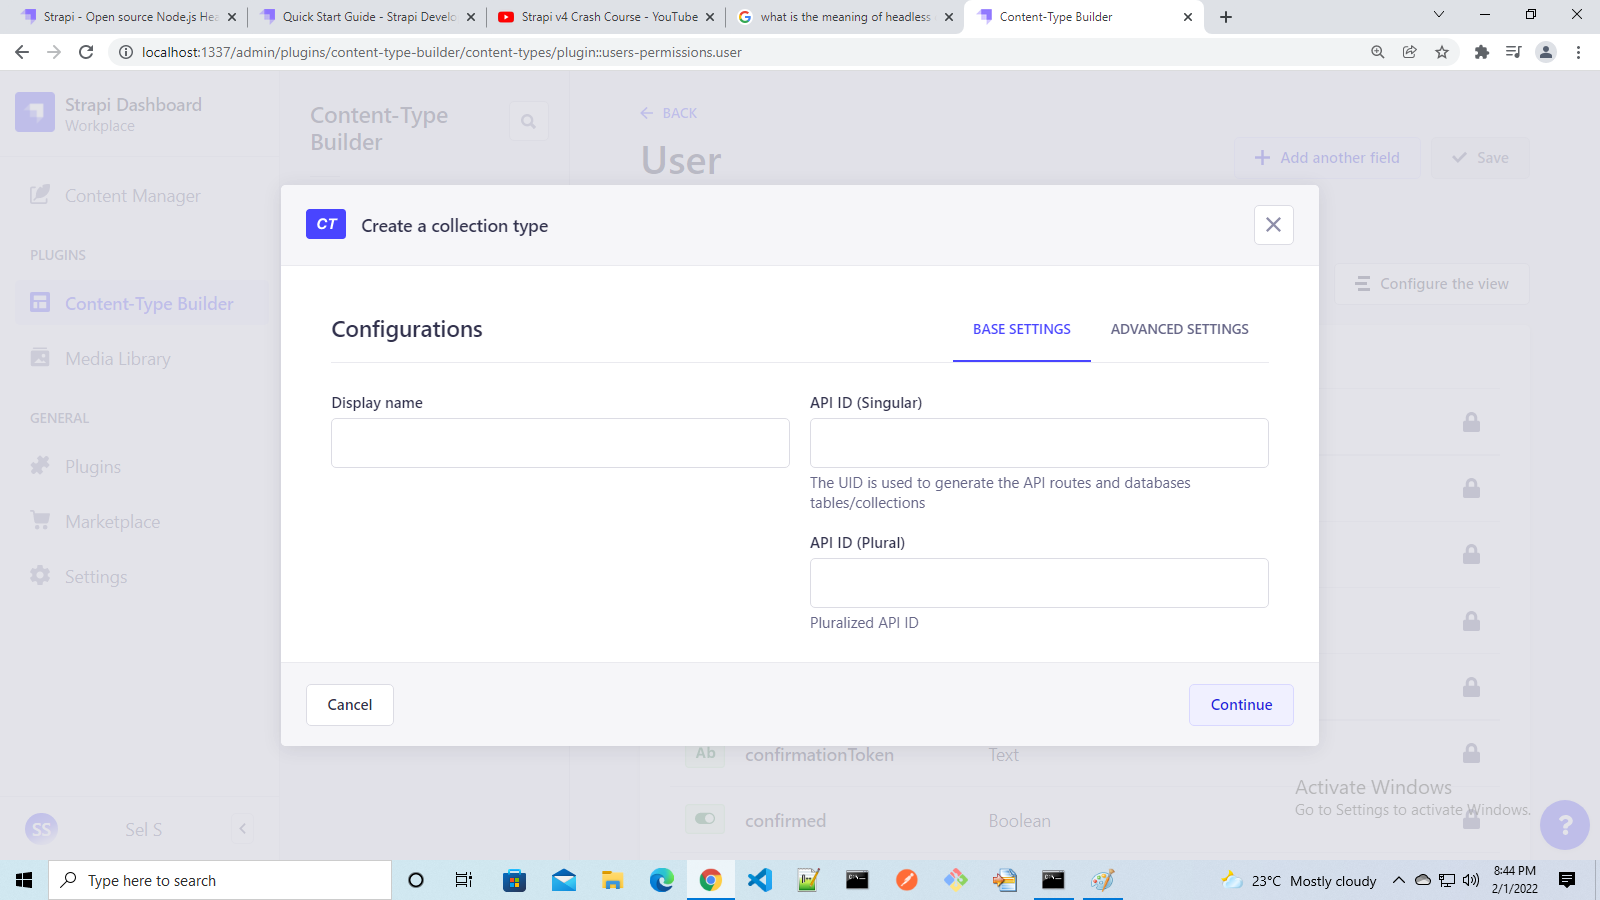 Strapi - Open source Node.js Hea
Quick Start Guide - Strapi Develo
Strapi v4 Crash Course - YouTube
what is the meaning of headless
Content-Type Builder
localhost:1337/admin/plugins/content-type-builder/content-types/plugin::users-permissions.user
Strapi Dashboard
Workplace
Content Manager
PLUGINS
Content-Type Builder
Media Library
GENERAL
Plugins
Marketplace
Settings
SS
Sel S
Content-Type
Builder
BACK
User
Add another field
Save
Configure the view
CT
Create a collection type
Configurations
BASE SETTINGS
ADVANCED SETTINGS
Display name
API ID (Singular)
The UID is used to generate the API routes and databases
tables/collections
API ID (Plural)
Pluralized API ID
Cancel
Continue
Ab
confirmationToken
Text
confirmed
Boolean
Activate Windows
Go to Settings to activate Windows.
?
Type here to search
23°C Mostly cloudy
8:44 PM
2/1/2022